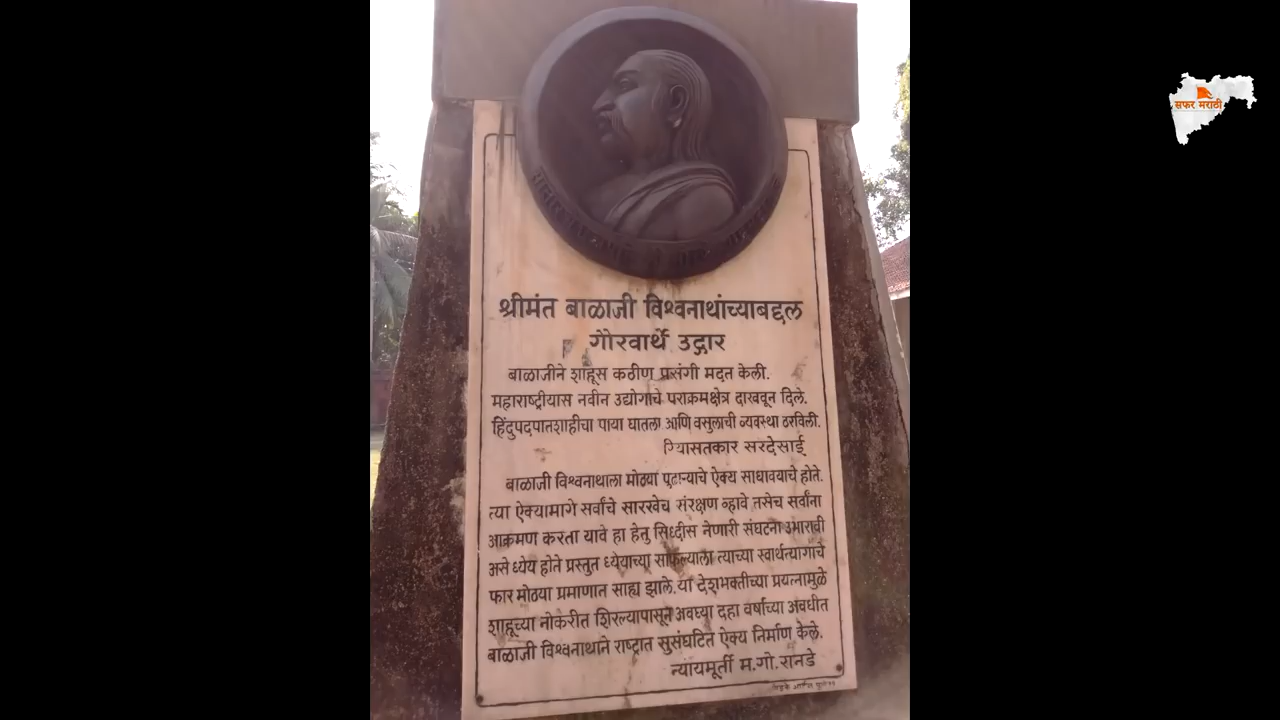 सफर मराठी
श्रीमंत बाळाजी विश्वनाथांच्याबद्दल
गौरवार्थे उद्गार
बाळाजीने शाहूस कठीण प्रसंगी मदत केली.
महाराष्ट्रीयास नवीन उद्योगाचे पराक्रमक्षेत्र दाखवून दिले.
हिंदुपदपातशाहीचा पाया घातला आणि वसुलाची व्यवस्था ठरविली.
रियासतकार सरदेसाई
बाळाजी विश्वनाथाला मोठ्या पुढाऱ्याचे ऐक्य साधावयाचे होते.
त्या ऐक्यामागे सर्वांचे सारखेच संरक्षण व्हावे तसेच सर्वांना
आक्रमण करता यावे हा हेतु सिध्दीस नेणारी संघटना उभारावी
असे ध्येय होते प्रस्तुत ध्येयाच्या साफल्याला त्याच्या स्वार्थत्यागाचे
फार मोठया प्रमाणात साह्य झाले. या देशभक्तीच्या प्रयत्नामुळे
शाहूच्या नोकरीत शिरल्यापासून अवघ्या दहा वर्षाच्या अवधीत
बाळाजी विश्वनाथाने राष्ट्रात सुसंघटित ऐक्य निर्माण केले.
न्यायमूर्ती म.गो. रानडे